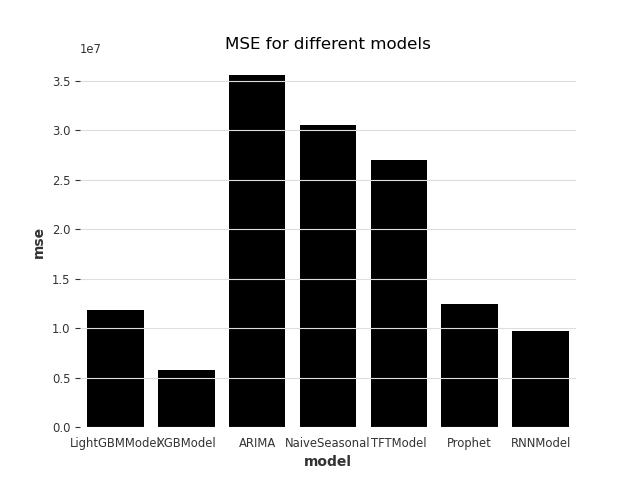 MSE for different models
1e7
3.5
3.0
2.5
2.0
1.5
1.0
0.5
0.0
mse
LightGBMModel XGBModel ARIMA NaiveSeasonal TFTModel Prophet RNNModel
model